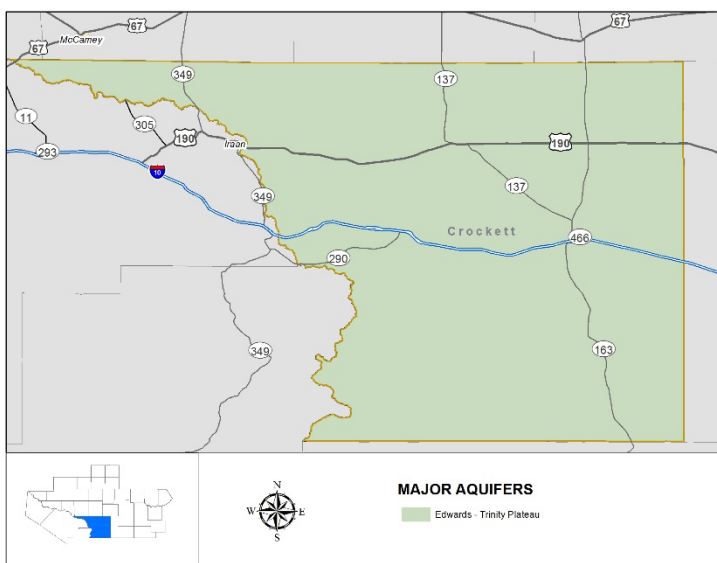 67
67
McCamey
67
349
137
11
305
190
Iraan
190
293
10
137
349
Crockett
466
290
349
163
N
W E
S
MAJOR AQUIFERS
Edwards - Trinity Plateau